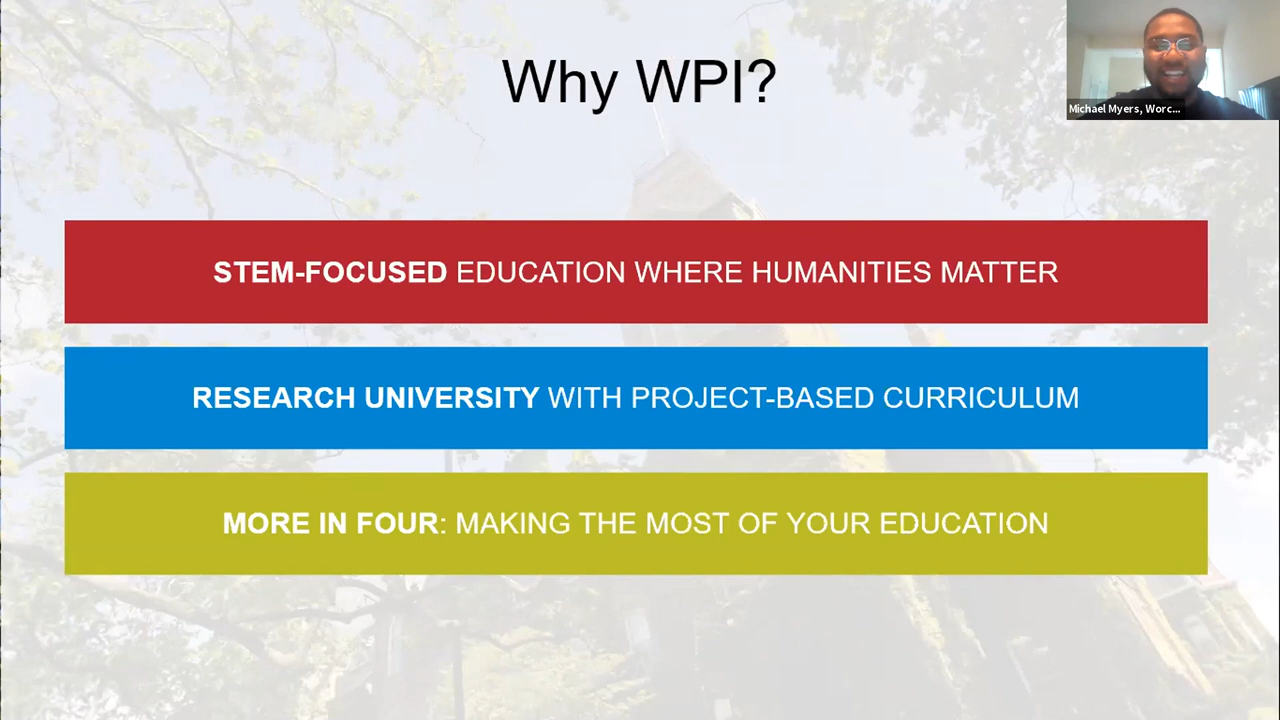 Why WPI?
Michael Myers, Worc...
STEM-FOCUSED EDUCATION WHERE HUMANITIES MATTER
RESEARCH UNIVERSITY WITH PROJECT-BASED CURRICULUM
MORE IN FOUR: MAKING THE MOST OF YOUR EDUCATION